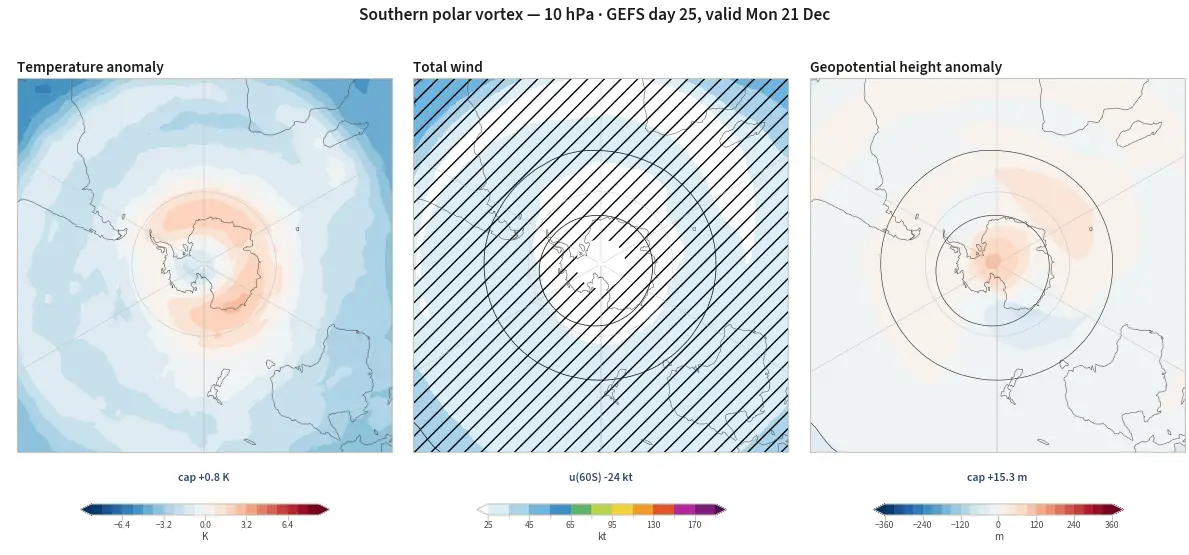 Southern polar vortex — 10 hPa · GEFS day 25, valid Mon 21 Dec
Temperature anomaly
Total wind
Geopotential height anomaly
cap +0.8 K
u(60S) -24 kt
cap +15.3 m
−6.4 −3.2 0.0 3.2 6.4
K
25 45 65 95 130 170
kt
−360 −240 −120 0 120 240 360
m